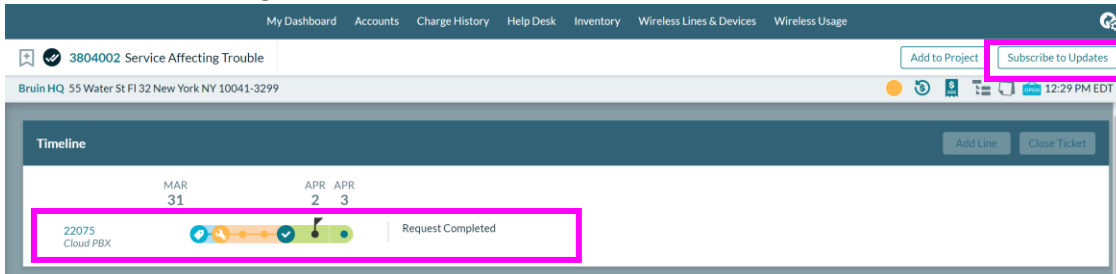 My Dashboard Accounts Charge History Help Desk Inventory Wireless Lines & Devices Wireless Usage
3804002 Service Affecting Trouble Add to Project Subscribe to Updates
Bruin HQ 55 Water St Fl 32 New York NY 10041-3299 OPEN 12:29 PM EDT
Timeline Add Line Close Ticket
MAR APR APR
31 2 3
22075 Request Completed
Cloud PBX